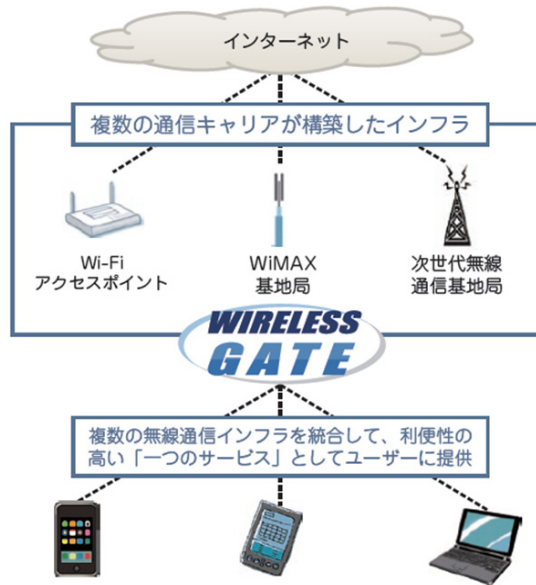 インターネット
複数の通信キャリアが構築したインフラ
Wi-Fi
アクセスポイント
WiMAX
基地局
次世代無線
通信基地局
WIRELESS
GATE
複数の無線通信インフラを統合して、利便性の
高い「一つのサービス」としてユーザーに提供